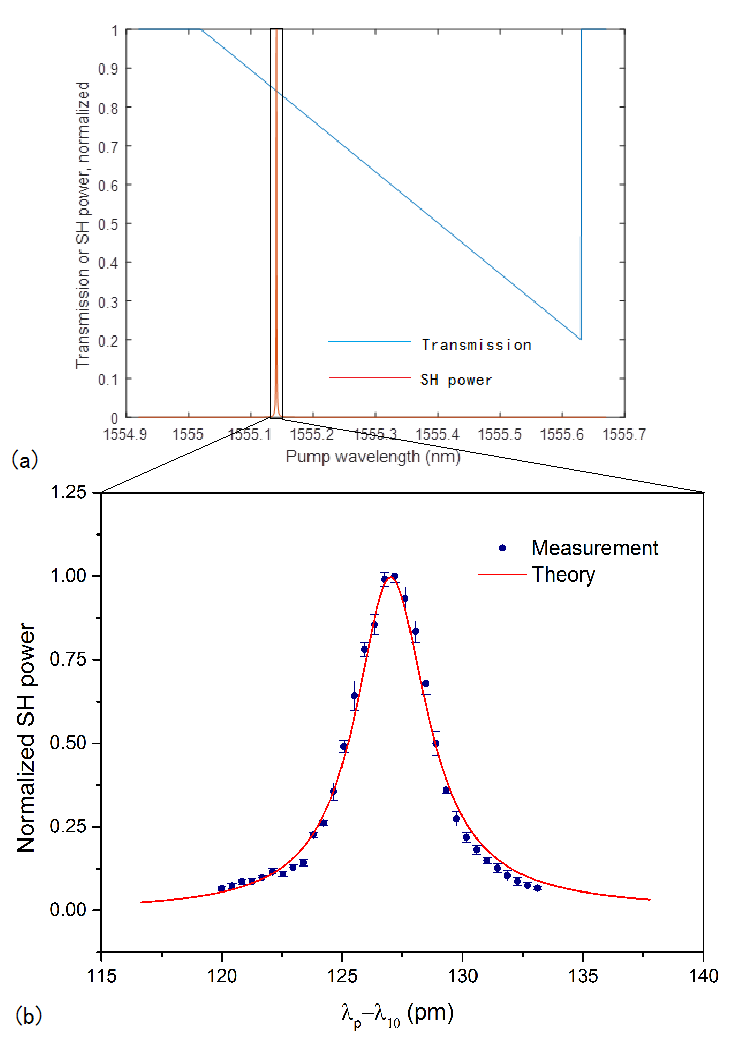 1
0.9
0.8
0.7
0.6
0.5
0.4
0.3
0.2
0.1
0
Transmission or SH power, normalized
Transmission
SH power
1554.9 1555 1555.1 1555.2 1555.3 1555.4 1555.5 1555.6 1555.7
Pump wavelength (nm)
(a)
1.25
1.00
0.75
0.50
0.25
0.00
Normalized SH power
Measurement
Theory
115 120 125 130 135 140
λp−λ10 (pm)
(b)